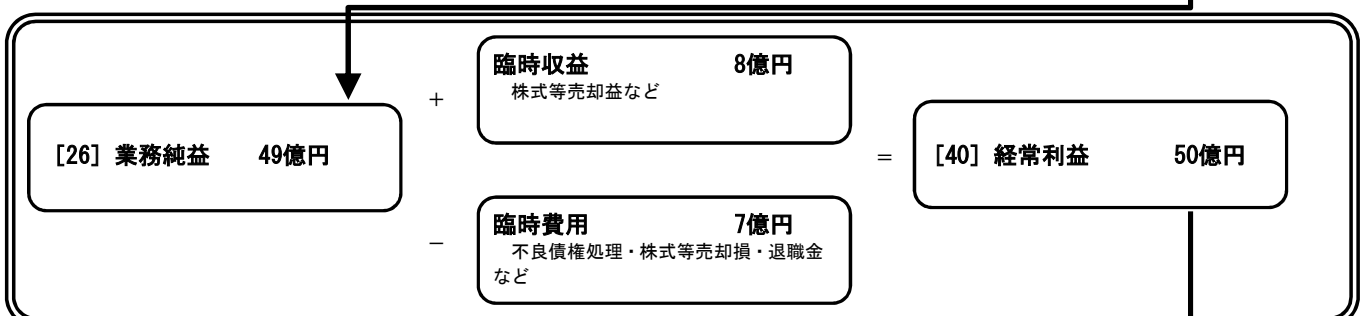 臨時収益 8億円
株式等売却益など
+
[26] 業務純益 49億円
=
[40] 経常利益 50億円
臨時費用 7億円
−
不良債権処理・株式等売却損・退職金
など